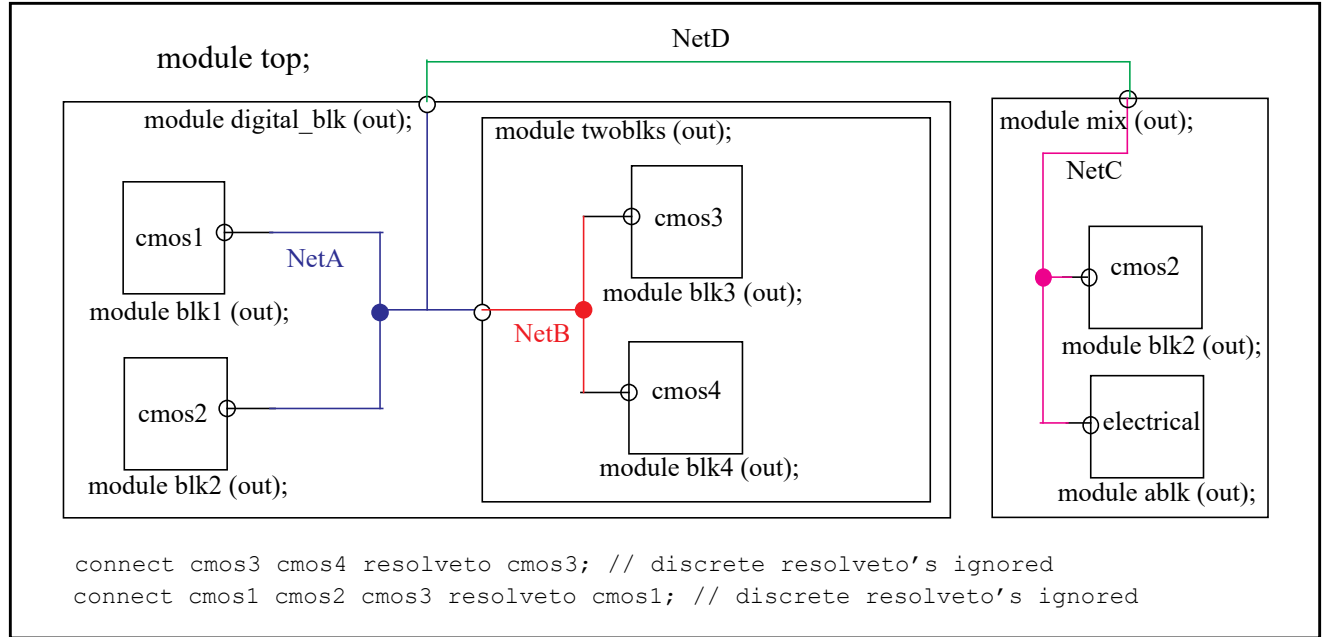 NetD
module top;
module digital_blk (out);
module twoblks (out);
module mix (out);
NetC
cmos1
NetA
module blk1 (out);
cmos2
module blk2 (out);
cmos3
module blk3 (out);
NetB
cmos4
module blk4 (out);
cmos2
module blk2 (out);
electrical
module ablk (out);
connect cmos3 cmos4 resolveto cmos3; // discrete resolveto’s ignored
connect cmos1 cmos2 cmos3 resolveto cmos1; // discrete resolveto’s ignored